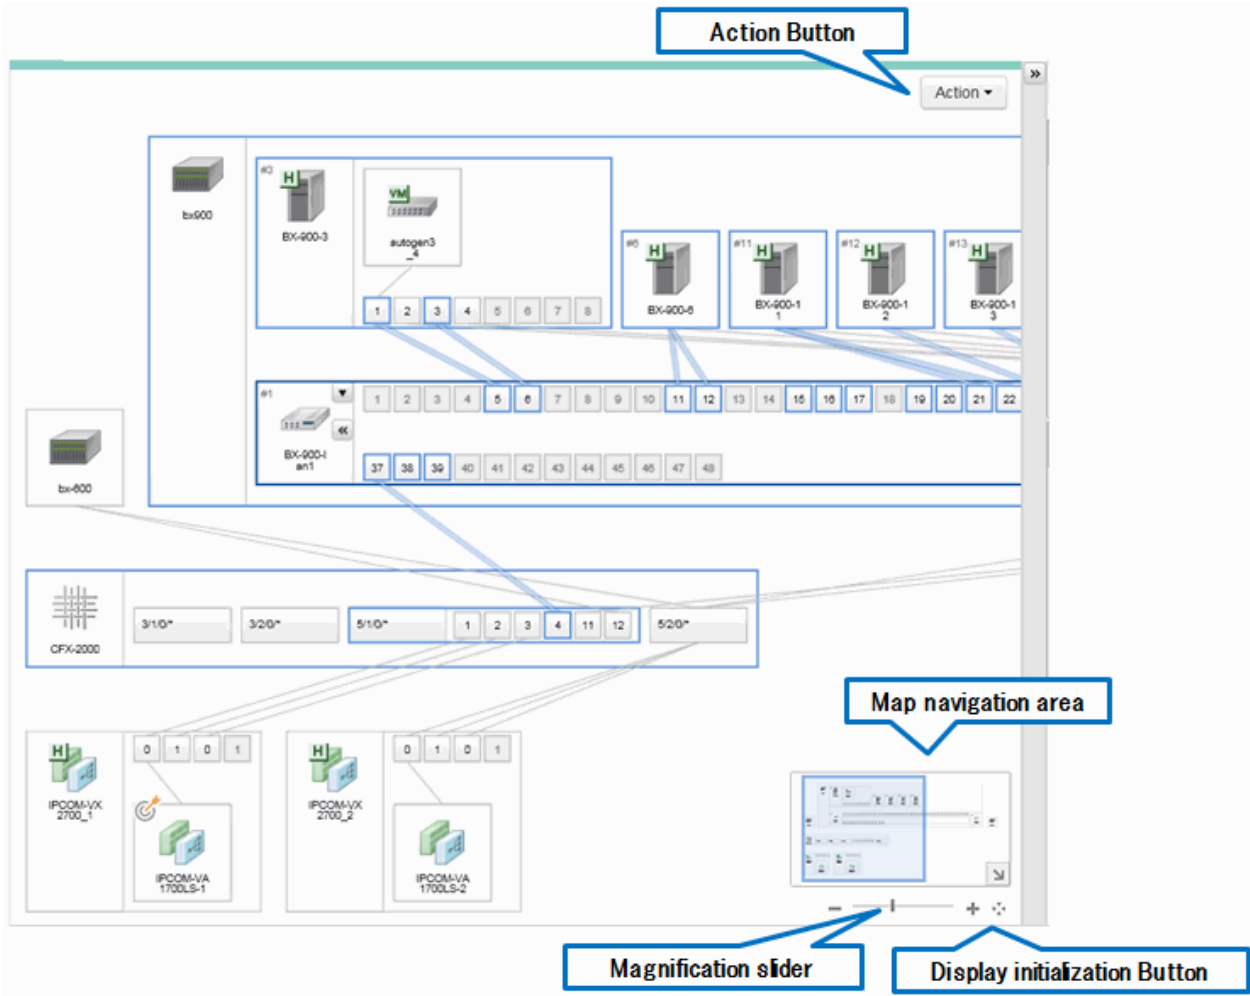 Action Button
»
Action
bx900
#3
H
BX-900-3
VM
autogen3
_4
1 2 3 4 5 6 7 8
#6
H
BX-900-6
#11
H
BX-900-1
1
#12
H
BX-900-1
2
#13
H
BX-900-1
3
#1
«
BX-900-l
an1
1 2 3 4 5 6 7 8 9 10 11 12 13 14 15 16 17 18 19 20 21 22
37 38 39 40 41 42 43 44 45 46 47 48
bx-600
CFX-2000
3/1/0/*
3/2/0/*
5/1/0/*
1 2 3 4 11 12
5/2/0/*
Map navigation area
H
IPCOM-VX
2700_1
0 1 0 1
IPCOM-VA
1700LS-1
H
IPCOM-VX
2700_2
0 1 0 1
IPCOM-VA
1700LS-2
Magnification slider
Display initialization Button